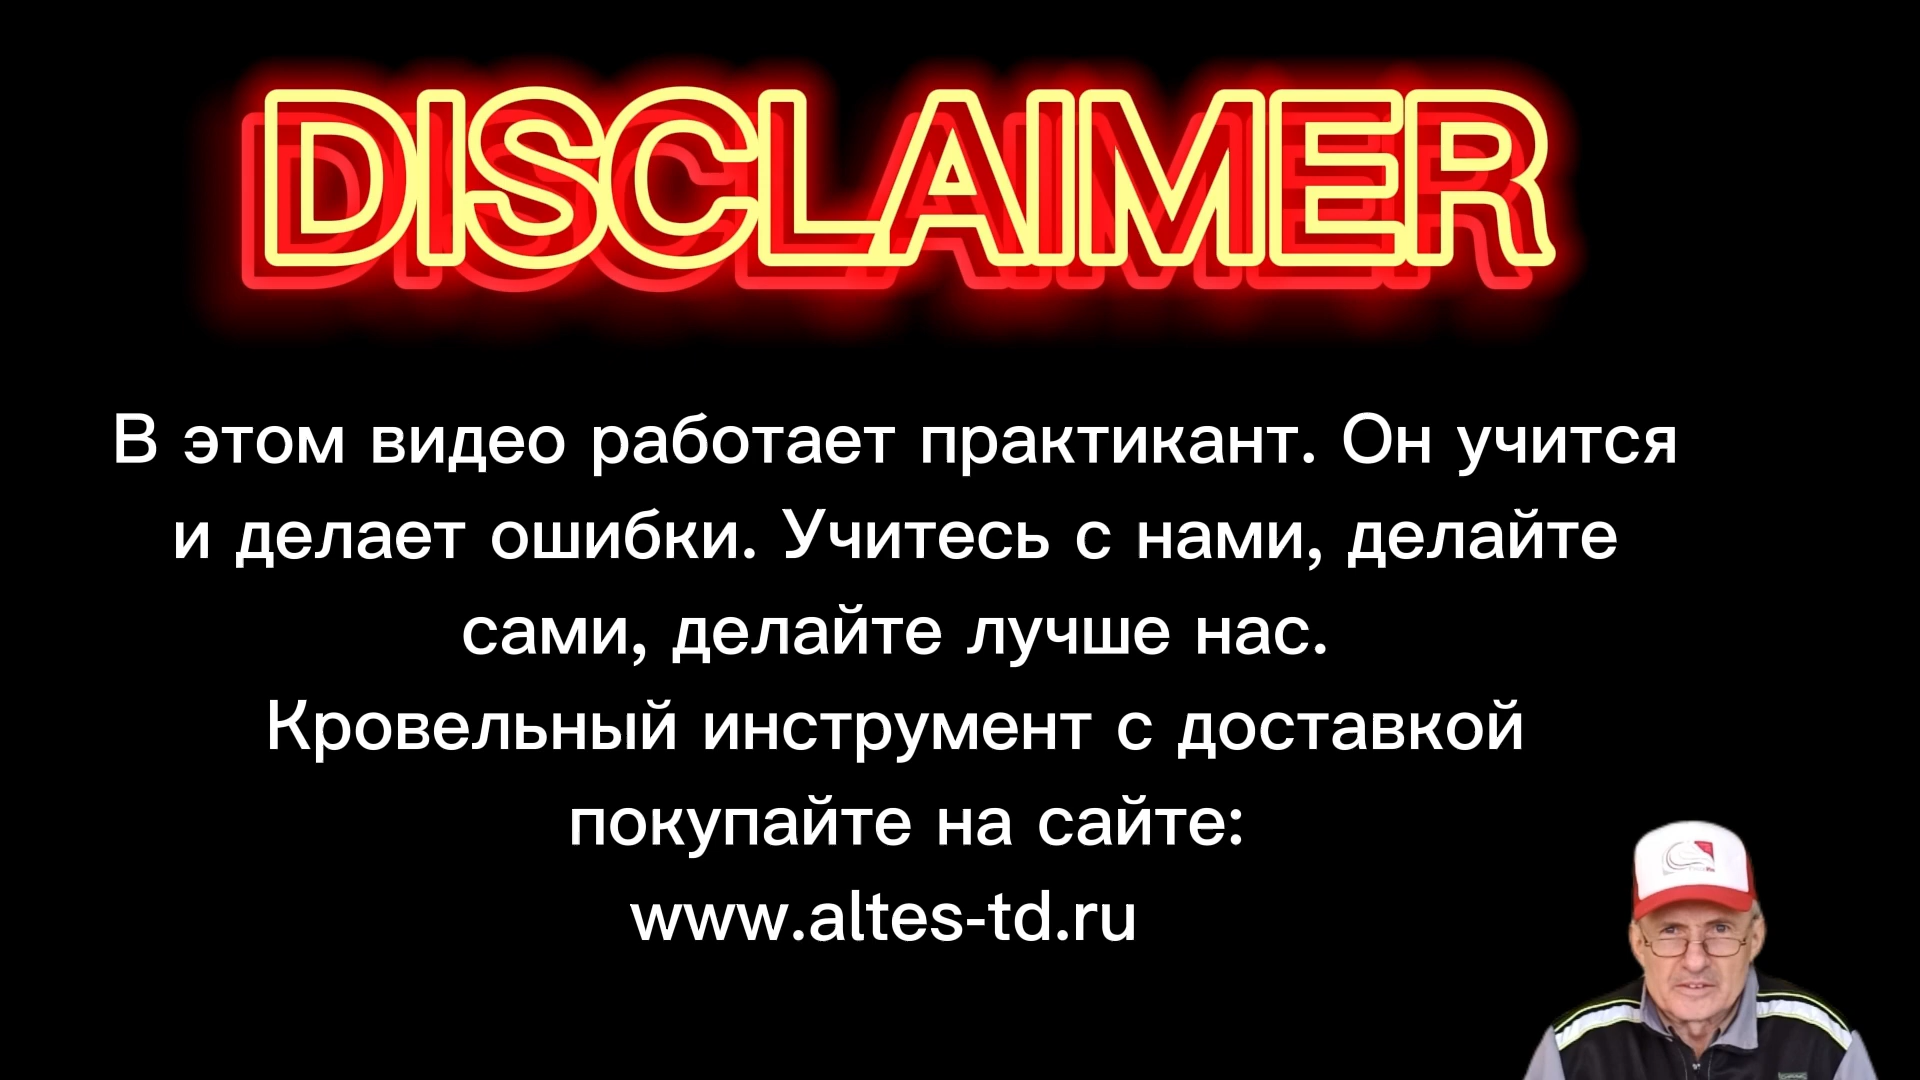 DISCLAIMER
В этом видео работает практикант. Он учится
и делает ошибки. Учитесь с нами, делайте
сами, делайте лучше нас.
Кровельный инструмент с доставкой
покупайте на сайте:
www.altes-td.ru